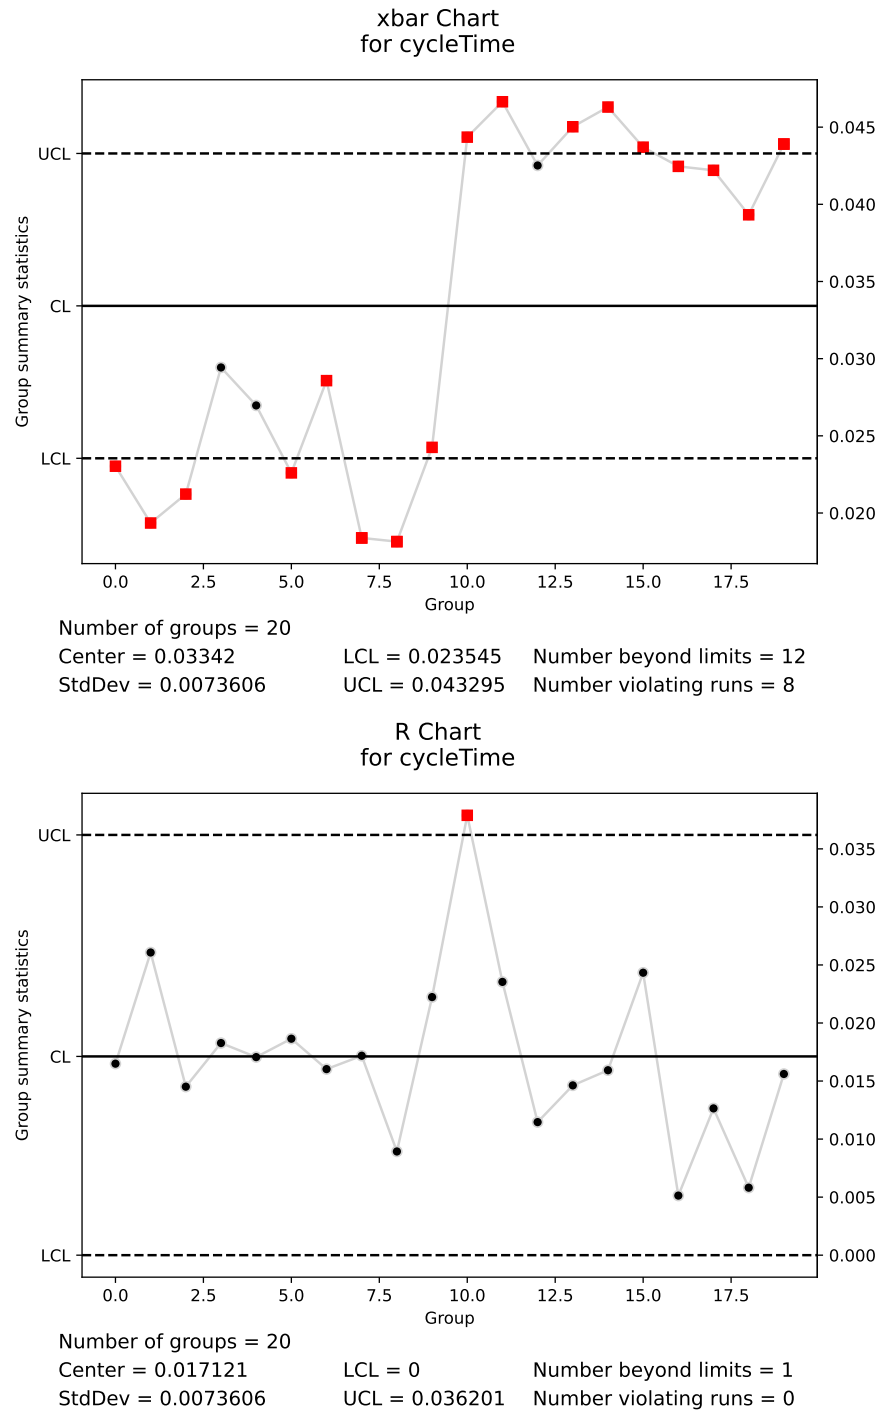 xbar Chart
for cycleTime
UCL
CL
LCL
Group summary statistics
0.045
0.040
0.035
0.030
0.025
0.020
0.0 2.5 5.0 7.5 10.0 12.5 15.0 17.5
Group
Number of groups = 20
Center = 0.03342 LCL = 0.023545 Number beyond limits = 12
StdDev = 0.0073606 UCL = 0.043295 Number violating runs = 8
R Chart
for cycleTime
UCL
CL
LCL
Group summary statistics
0.035
0.030
0.025
0.020
0.015
0.010
0.005
0.000
0.0 2.5 5.0 7.5 10.0 12.5 15.0 17.5
Group
Number of groups = 20
Center = 0.017121 LCL = 0 Number beyond limits = 1
StdDev = 0.0073606 UCL = 0.036201 Number violating runs = 0